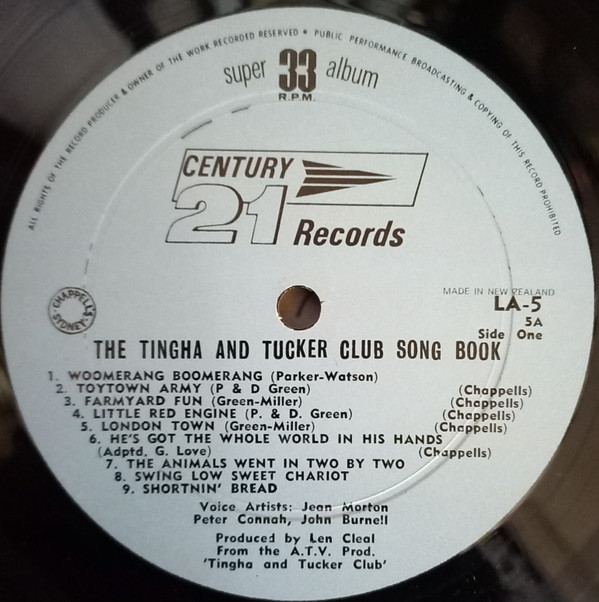 ALL RIGHTS OF THE RECORD PRODUCER & OWNER OF THE WORK RECORDED RESERVED • PUBLIC PERFORMANCE BROADCASTING & COPYING OF THIS RECORD PROHIBITED
super 33 album
R.P.M.
CENTURY
21
Records
CHAPPELL'S
SYDNEY
MADE IN NEW ZEALAND
LA-5
5A
Side One
THE TINGHA AND TUCKER CLUB SONG BOOK
1. WOOMERANG BOOMERANG (Parker-Watson)
2. TOYTOWN ARMY (P & D Green) (Chappells)
3. FARMYARD FUN (Green-Miller) (Chappells)
4. LITTLE RED ENGINE (P. & D. Green) (Chappells)
5. LONDON TOWN (Green-Miller) (Chappells)
6. HE'S GOT THE WHOLE WORLD IN HIS HANDS
(Adptd. G. Love) (Chappells)
7. THE ANIMALS WENT IN TWO BY TWO
8. SWING LOW SWEET CHARIOT
9. SHORTNIN' BREAD
Voice Artists: Jean Morton
Peter Connah, John Burnell
Produced by Len Cleal
From the A.T.V. Prod.
'Tingha and Tucker Club'